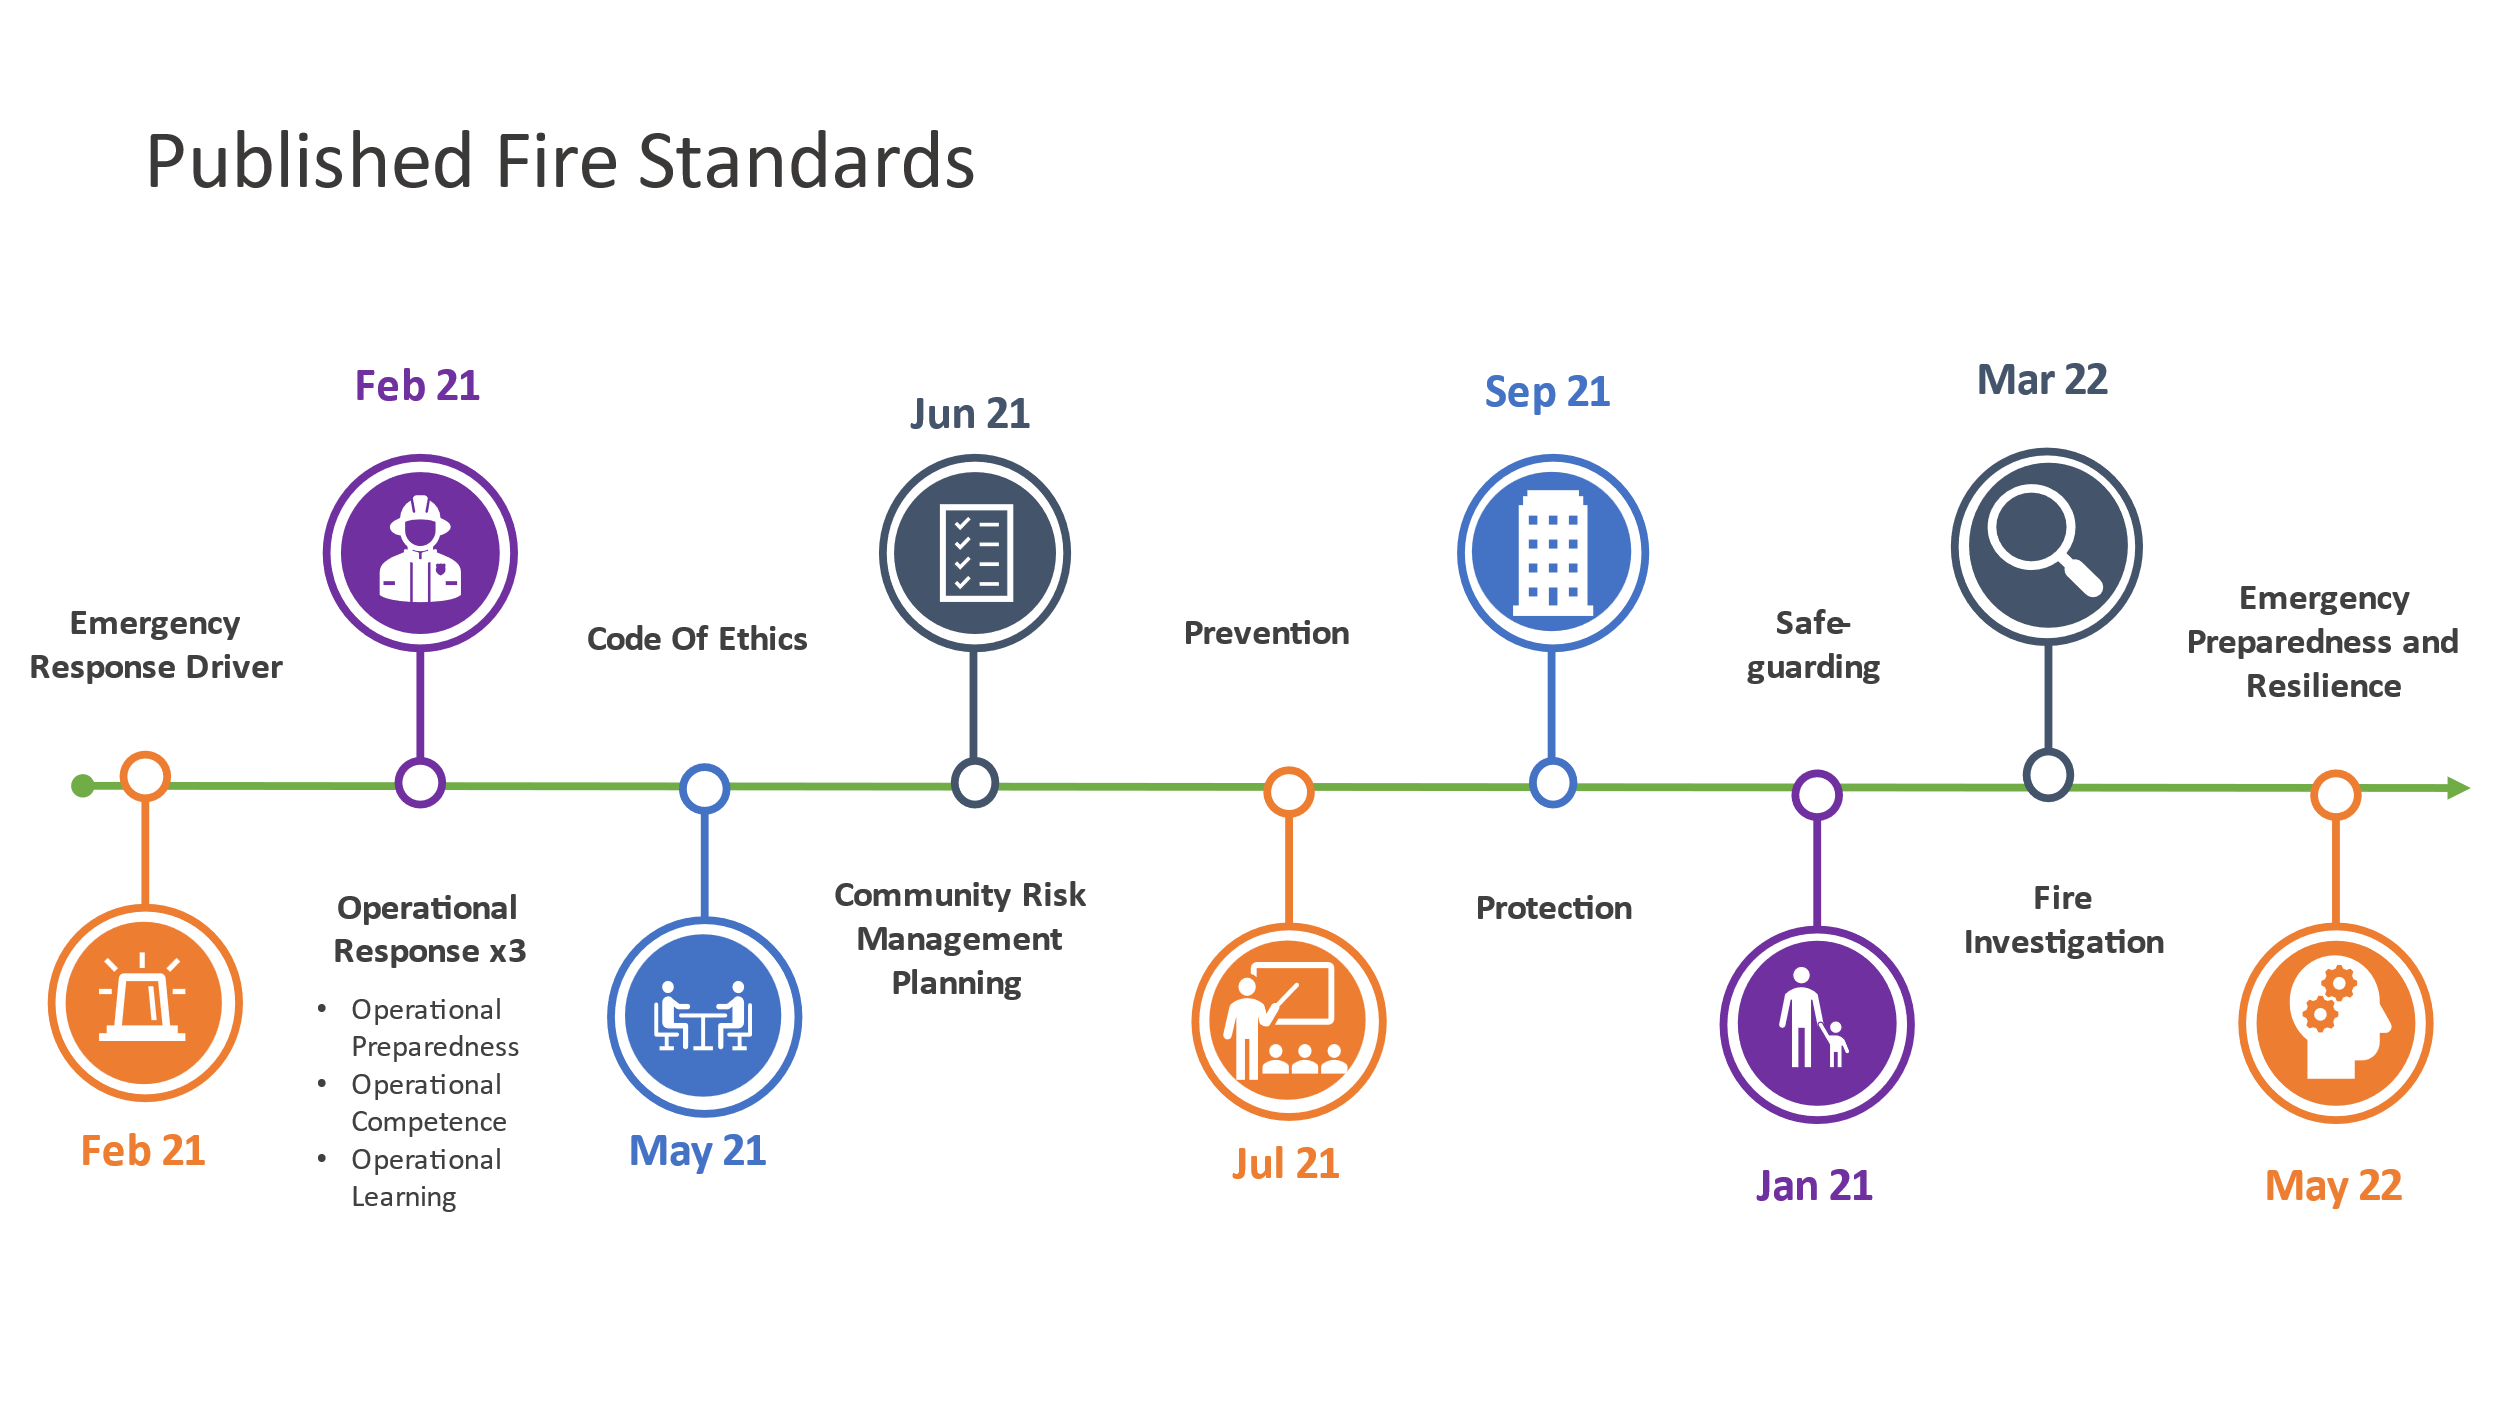 Published Fire Standards
Emergency
Response Driver
Feb 21
Feb 21
Operational
Response x3
• Operational
Preparedness
• Operational
Competence
• Operational
Learning
Code Of Ethics
May 21
Jun 21
Community Risk
Management
Planning
Prevention
Jul 21
Sep 21
Protection
Safe-
guarding
Jan 21
Mar 22
Fire
Investigation
Emergency
Preparedness and
Resilience
May 22